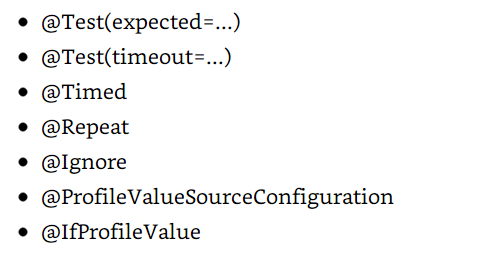 • @Test(expected=...)
• @Test(timeout=...)
• @Timed
• @Repeat
• @Ignore
• @ProfileValueSourceConfiguration
• @IfProfileValue